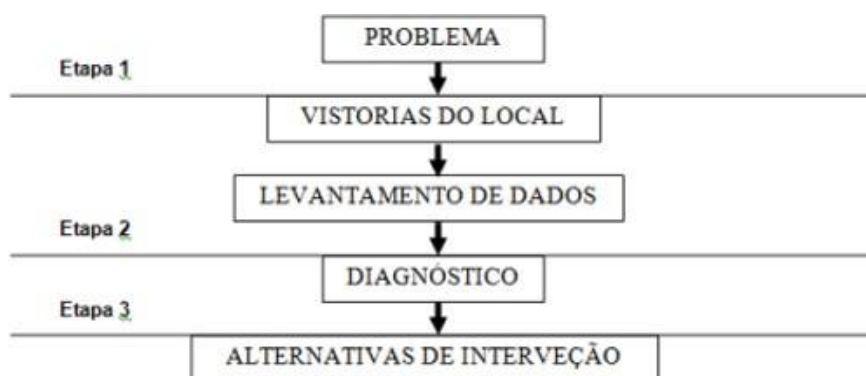 PROBLEMA
Etapa 1
VISTORIAS DO LOCAL
LEVANTAMENTO DE DADOS
Etapa 2
DIAGNÓSTICO
Etapa 3
ALTERNATIVAS DE INTERVEÇÃO